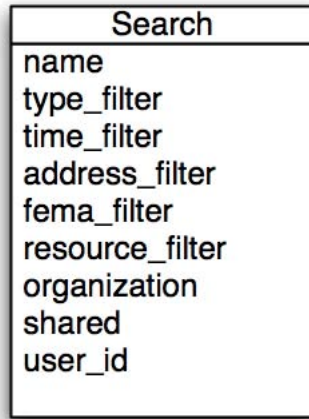 Search
name
type_filter
time_filter
address_filter
fema_filter
resource_filter
organization
shared
user_id